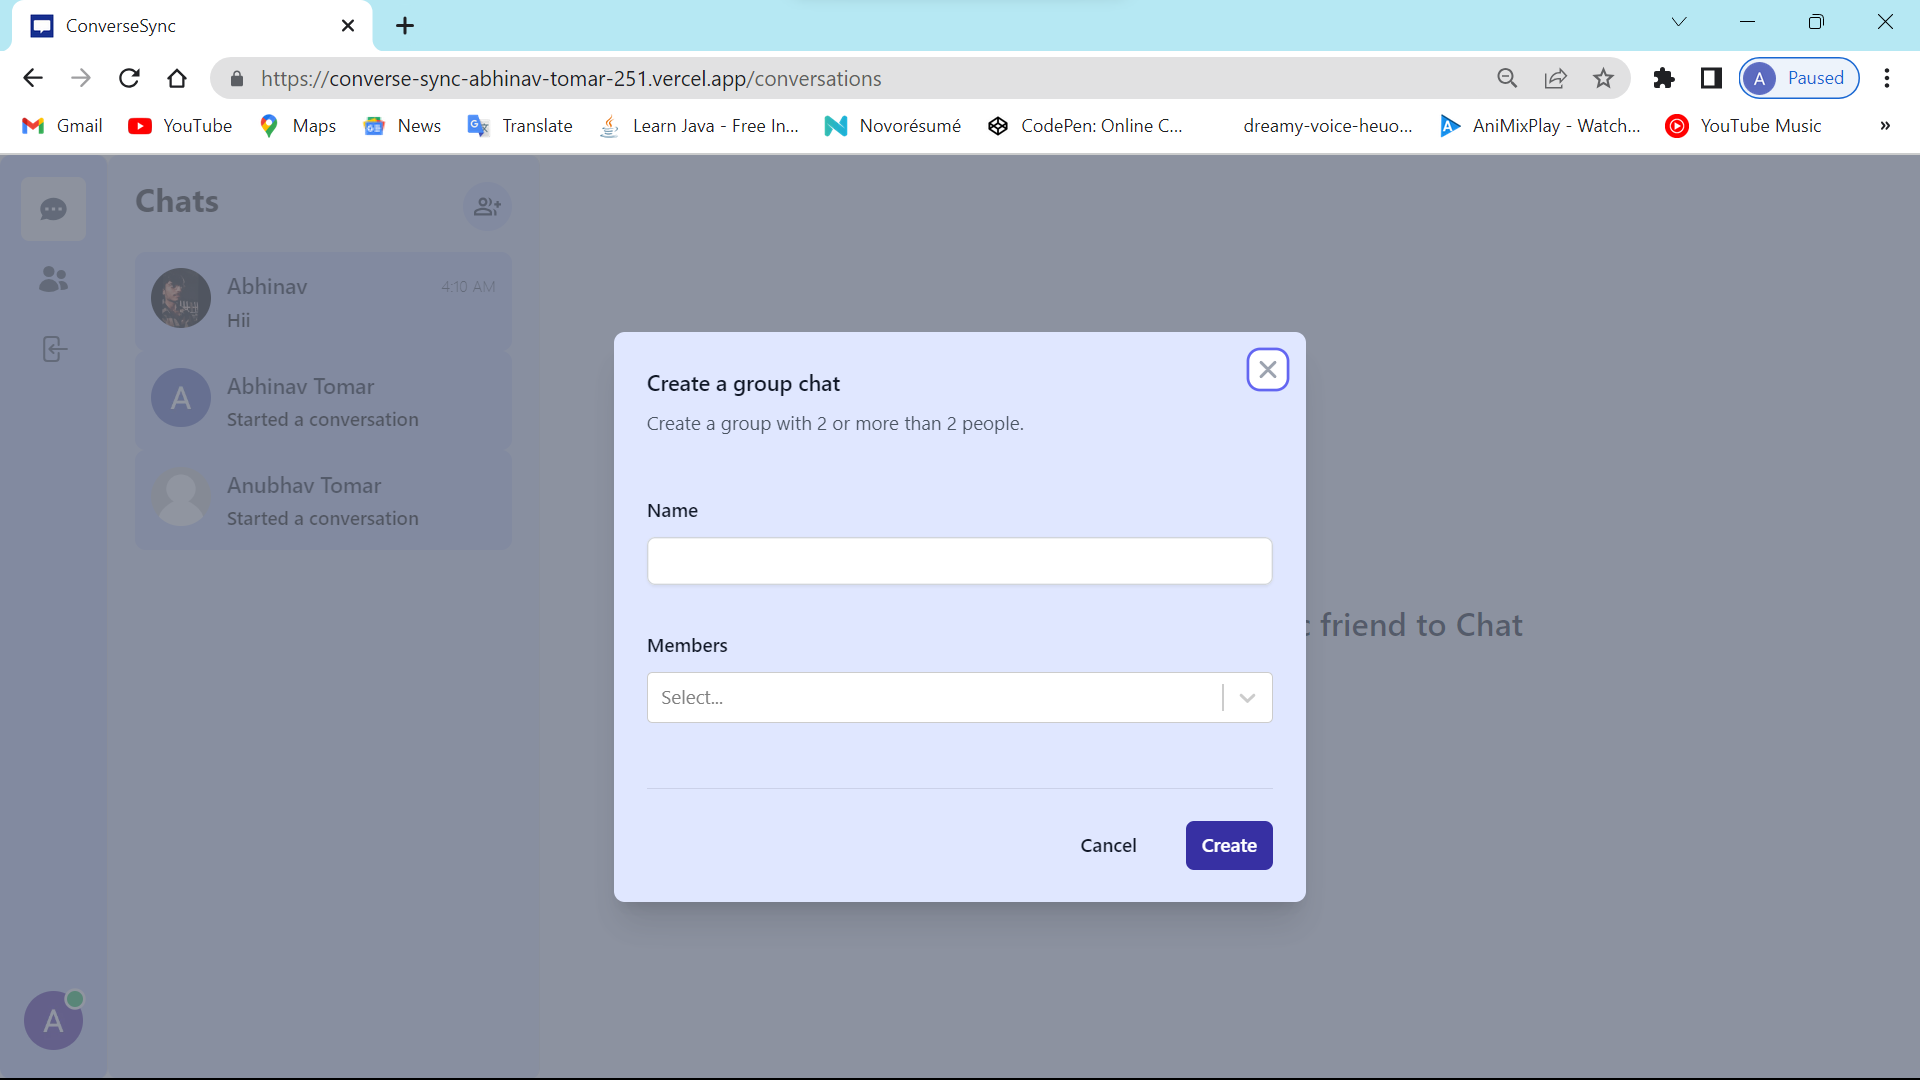 ConverseSync
https://converse-sync-abhinav-tomar-251.vercel.app/conversations
A Paused
Gmail YouTube Maps News Translate Learn Java - Free In... Novorésumé CodePen: Online C... dreamy-voice-heuo... AniMixPlay - Watch... YouTube Music »
Chats
Abhinav 4:10 AM
Hii
A Abhinav Tomar
Started a conversation
Anubhav Tomar
Started a conversation
A
Create a group chat
Create a group with 2 or more than 2 people.
Name
friend to Chat
Members
Select...
Cancel Create